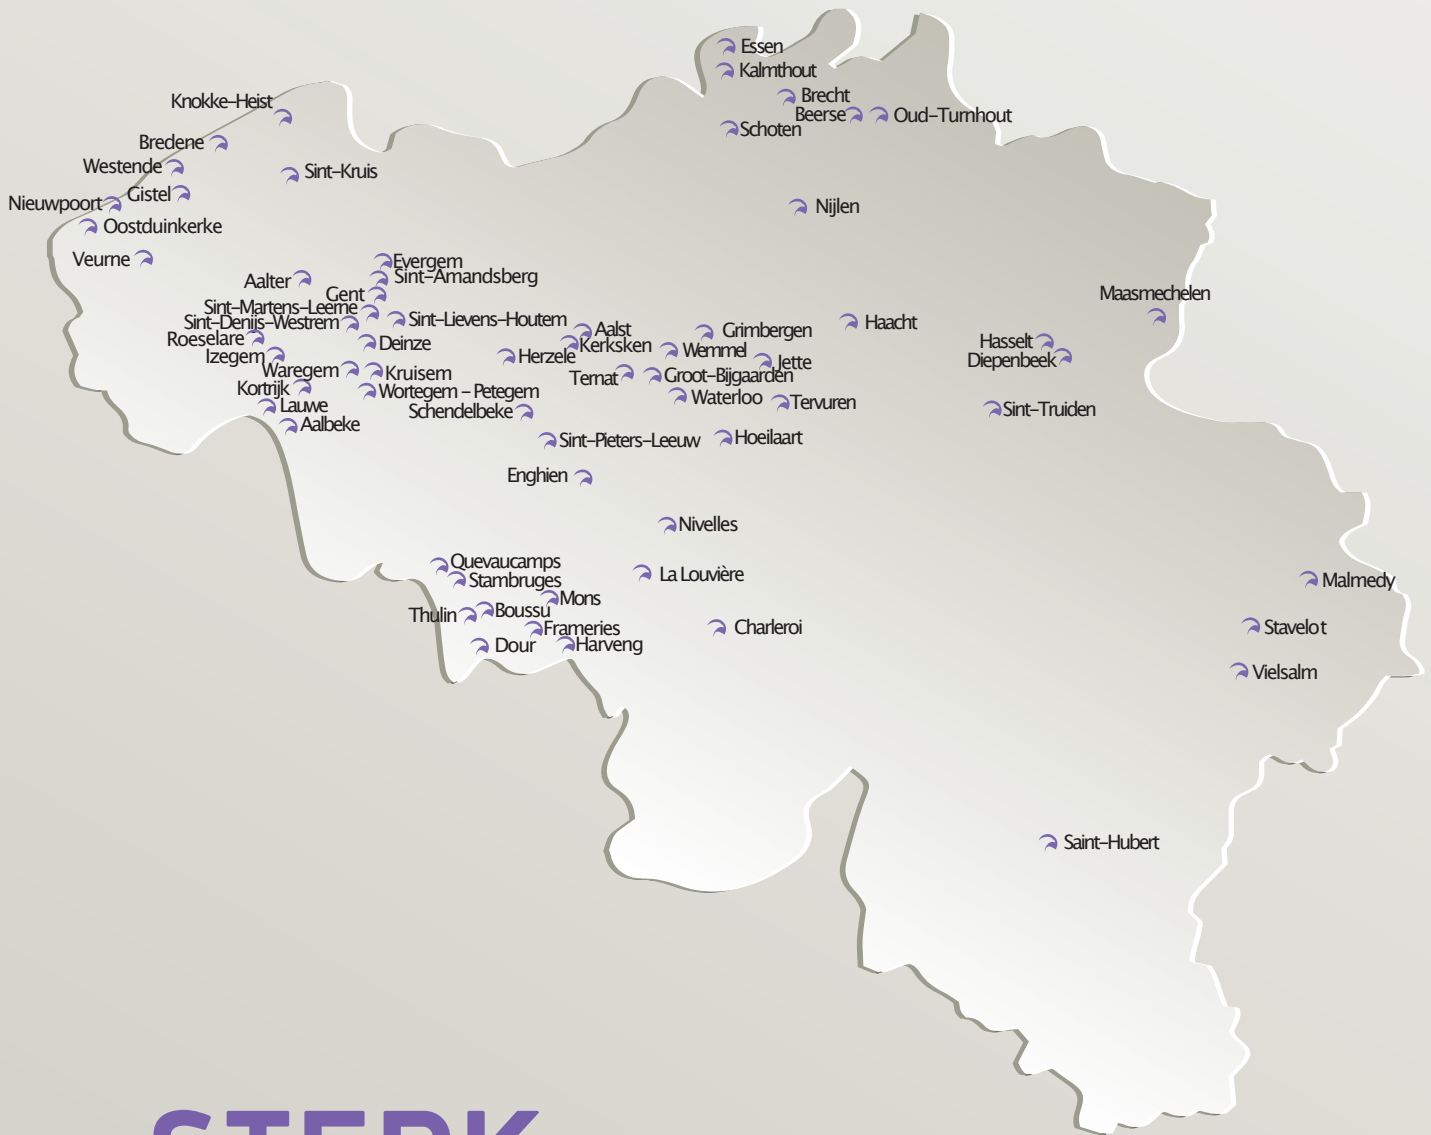 Essen
Kalmthout
Brecht
Knokke-Heist
Beerse
Oud-Turnhout
Schoten
Bredene
Westende
Sint-Kruis
Gistel
Nieuwpoort
Nijlen
Oostduinkerke
Veurne
Evergem
Sint-Amandsberg
Aalter
Gent
Maasmechelen
Sint-Martens-Leerne
Sint-Lievens-Houtem
Sint-Denijs-Westrem
Haacht
Aalst
Grimbergen
Roeselare
Deinze
Kerksken
Hasselt
Wemmel
Izegem
Herzele
Diepenbeek
Jette
Waregem
Kruisem
Ternat
Groot-Bijgaarden
Kortrijk
Wortegem - Petegem
Waterloo
Tervuren
Lauwe
Schendelbeke
Sint-Truiden
Aalbeke
Sint-Pieters-Leeuw
Hoeilaart
Enghien
Nivelles
Quevaucamps
La Louvière
Stambruges
Malmedy
Mons
Boussu
Thulin
Frameries
Charleroi
Stavelot
Dour
Harveng
Vielsalm
Saint-Hubert
STERK